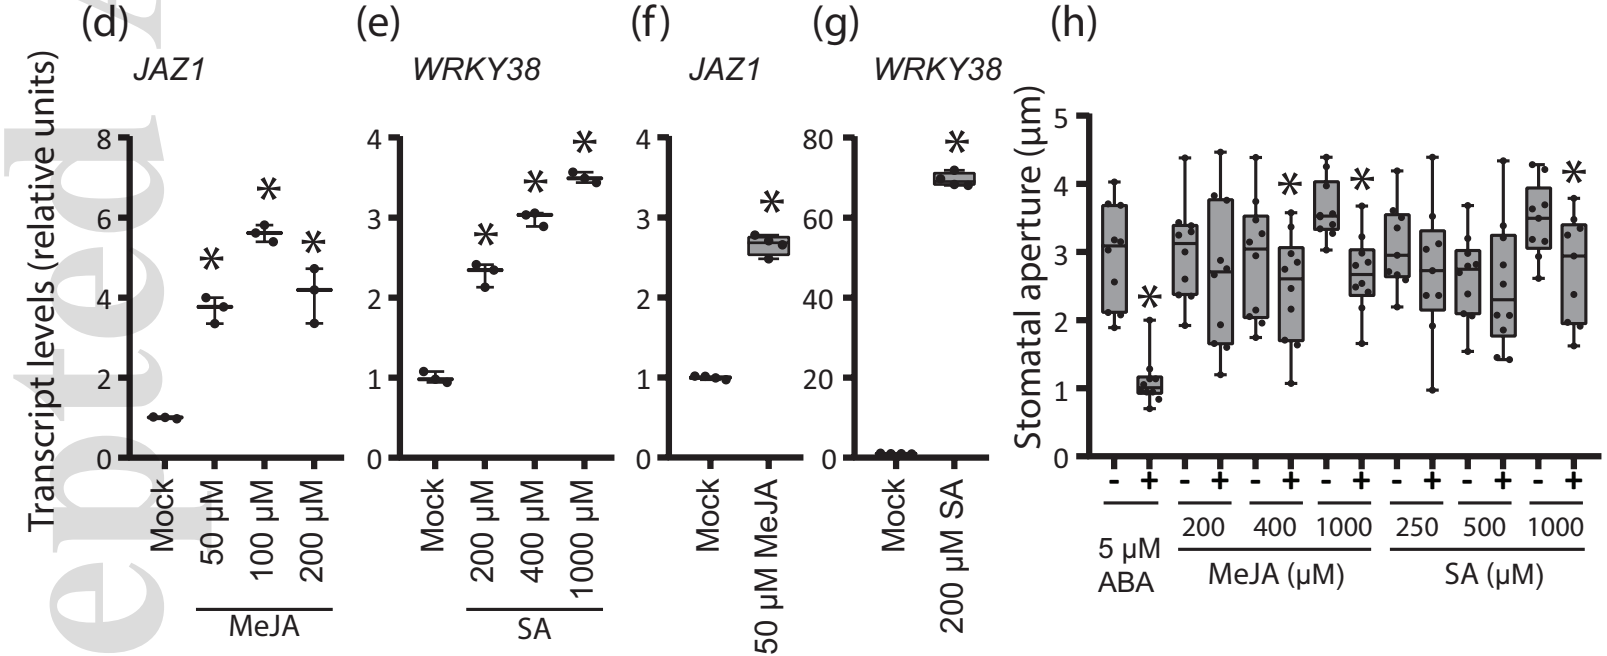 (d) (e) (f) (g) (h)
JAZ1 WRKY38 JAZ1 WRKY38
Transcript levels (relative units)
8
6
4
2
0
Mock
50 µM
100 µM
200 µM
MeJA
4
3
2
1
0
Mock
200 µM
400 µM
1000 µM
SA
4
3
2
1
0
Mock
50 µM MeJA
80
60
40
20
0
Mock
200 µM SA
Stomatal aperture (µm)
5
4
3
2
1
0
- + - + - + - + - + - + - +
200 400 1000 250 500 1000
5 µM
ABA
MeJA (µM) SA (µM)
* * *
* * *
*
*
* * * *
epted A